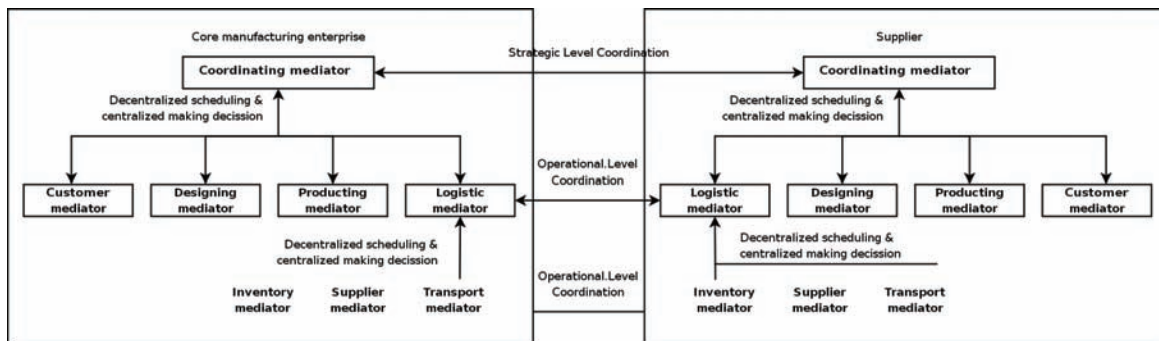 Core manufacturing enterprise
Coordinating mediator
Decentralized scheduling &
centralized making decission
Customer
mediator
Designing
mediator
Producting
mediator
Logistic
mediator
Decentralized scheduling &
centralized making decission
Inventory
mediator
Supplier
mediator
Transport
mediator
Strategic Level Coordination
Operational.Level
Coordination
Operational.Level
Coordination
Supplier
Coordinating mediator
Decentralized scheduling &
centralized making decission
Logistic
mediator
Designing
mediator
Producting
mediator
Customer
mediator
Decentralized scheduling &
centralized making decission
Inventory
mediator
Supplier
mediator
Transport
mediator